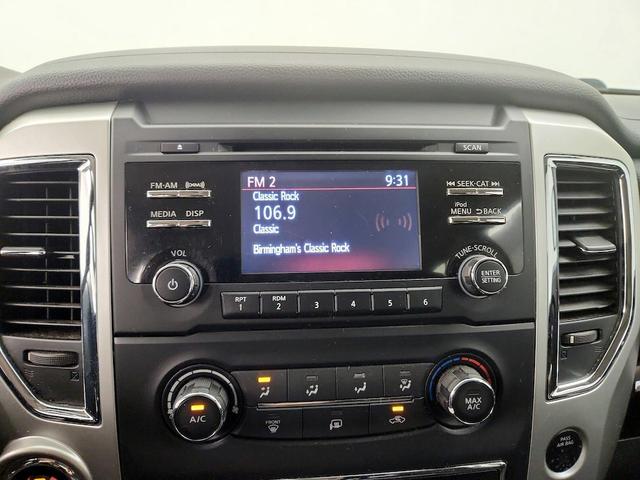 SCAN
FM 2 9:31
Classic Rock
106.9
Classic
Birmingham's Classic Rock
FM·AM
MEDIA DISP
SEEK·CAT
iPod
MENU BACK
VOL
TUNE·SCROLL
ENTER
SETTING
RPT RDM
1 2 3 4 5 6
A/C
FRONT
MAX
A/C
PASS
AIR BAG